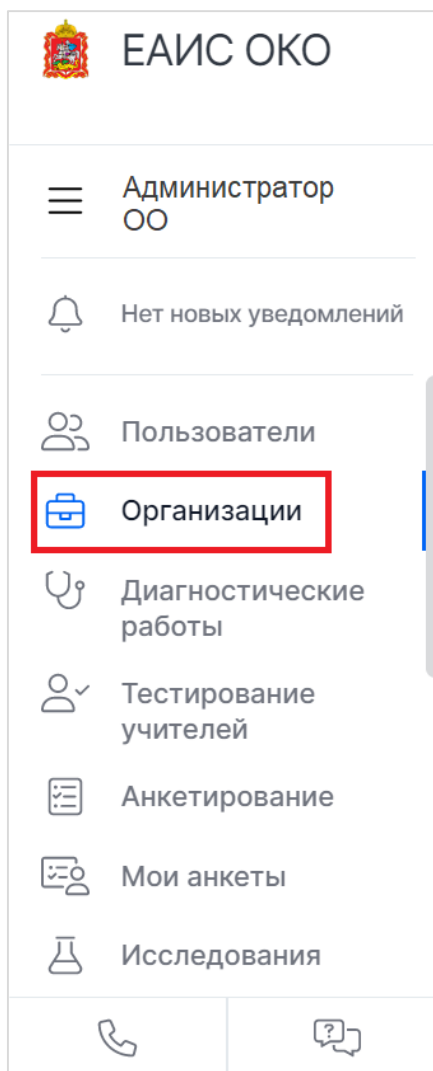 ЕАИС ОКО
Администратор
ОО
Нет новых уведомлений
Пользователи
Организации
Диагностические
работы
Тестирование
учителей
Анкетирование
Мои анкеты
Исследования